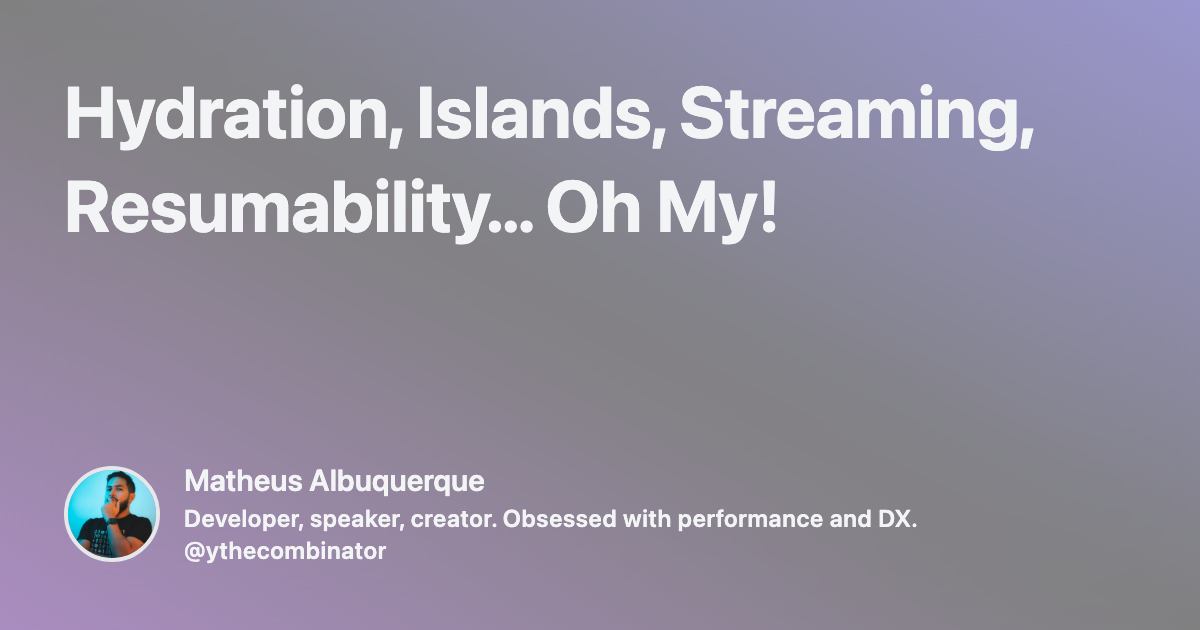 Hydration, Islands, Streaming,
Resumability... Oh My!
Matheus Albuquerque
Developer, speaker, creator. Obsessed with performance and DX.
@ythecombinator